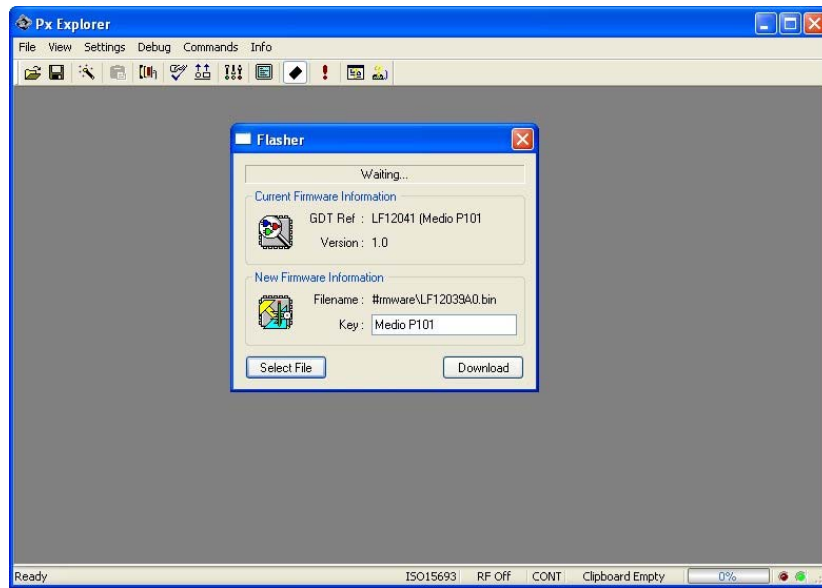 Px Explorer
File View Settings Debug Commands Info
Flasher
Waiting...
Current Firmware Information
GDT Ref : LF12041 (Medio P101
Version : 1.0
New Firmware Information
Filename : #rmware\LF12039A0.bin
Key : Medio P101
Select File Download
Ready ISO15693 RF Off CONT Clipboard Empty 0%